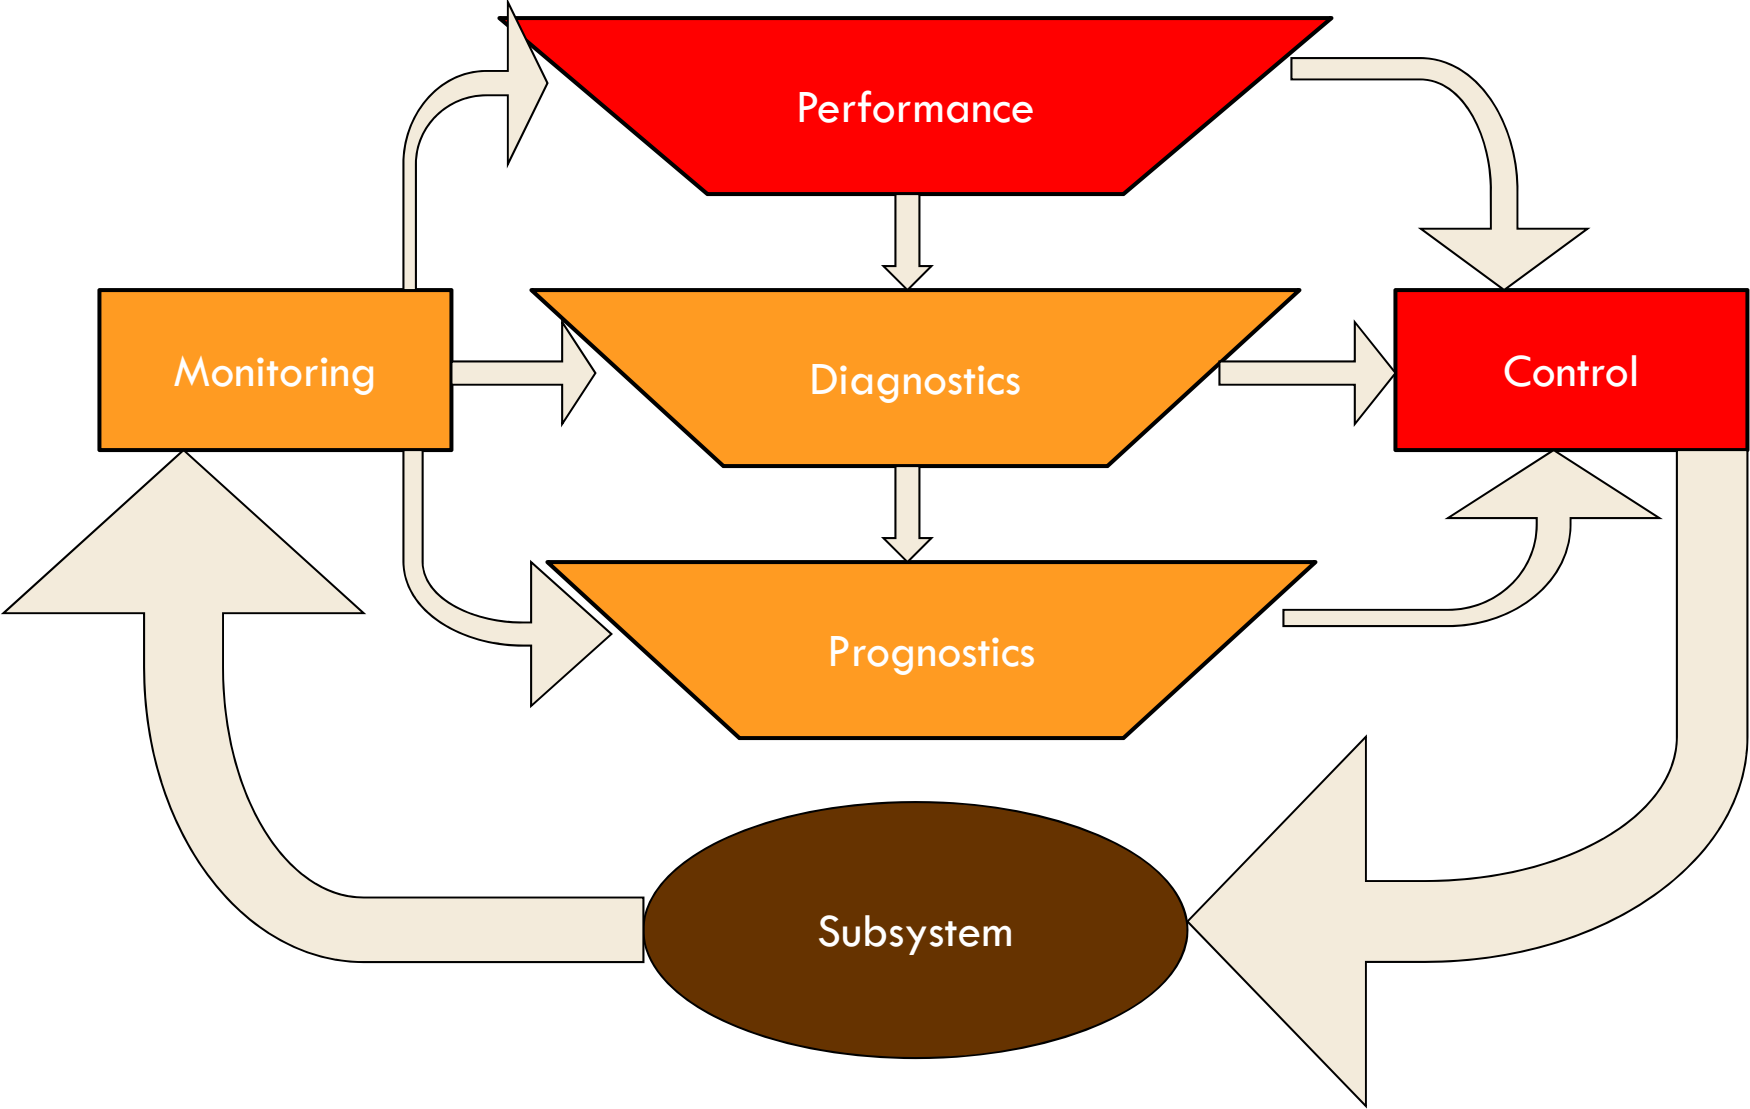 Performance
Monitoring
Diagnostics
Control
Prognostics
Subsystem